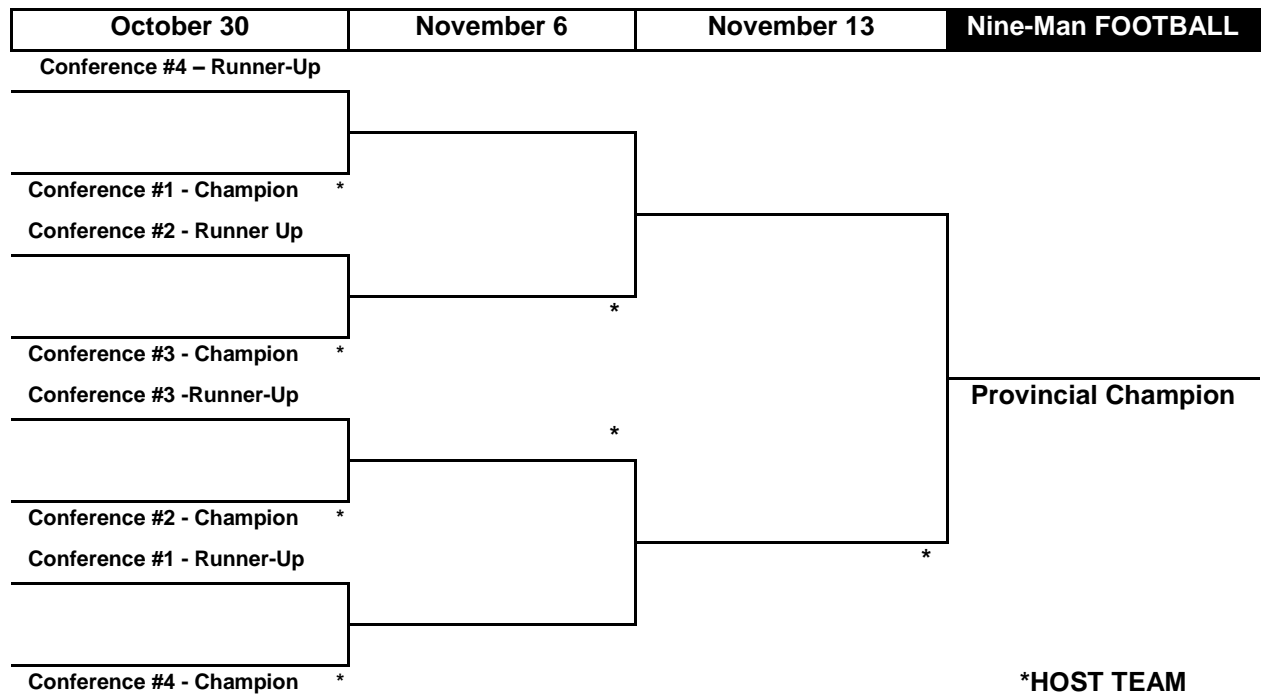 October 30 November 6 November 13 Nine-Man FOOTBALL
Conference #4 – Runner-Up
Conference #1 - Champion *
Conference #2 - Runner Up
*
Conference #3 - Champion *
Conference #3 -Runner-Up Provincial Champion
*
Conference #2 - Champion *
Conference #1 - Runner-Up *
Conference #4 - Champion * *HOST TEAM